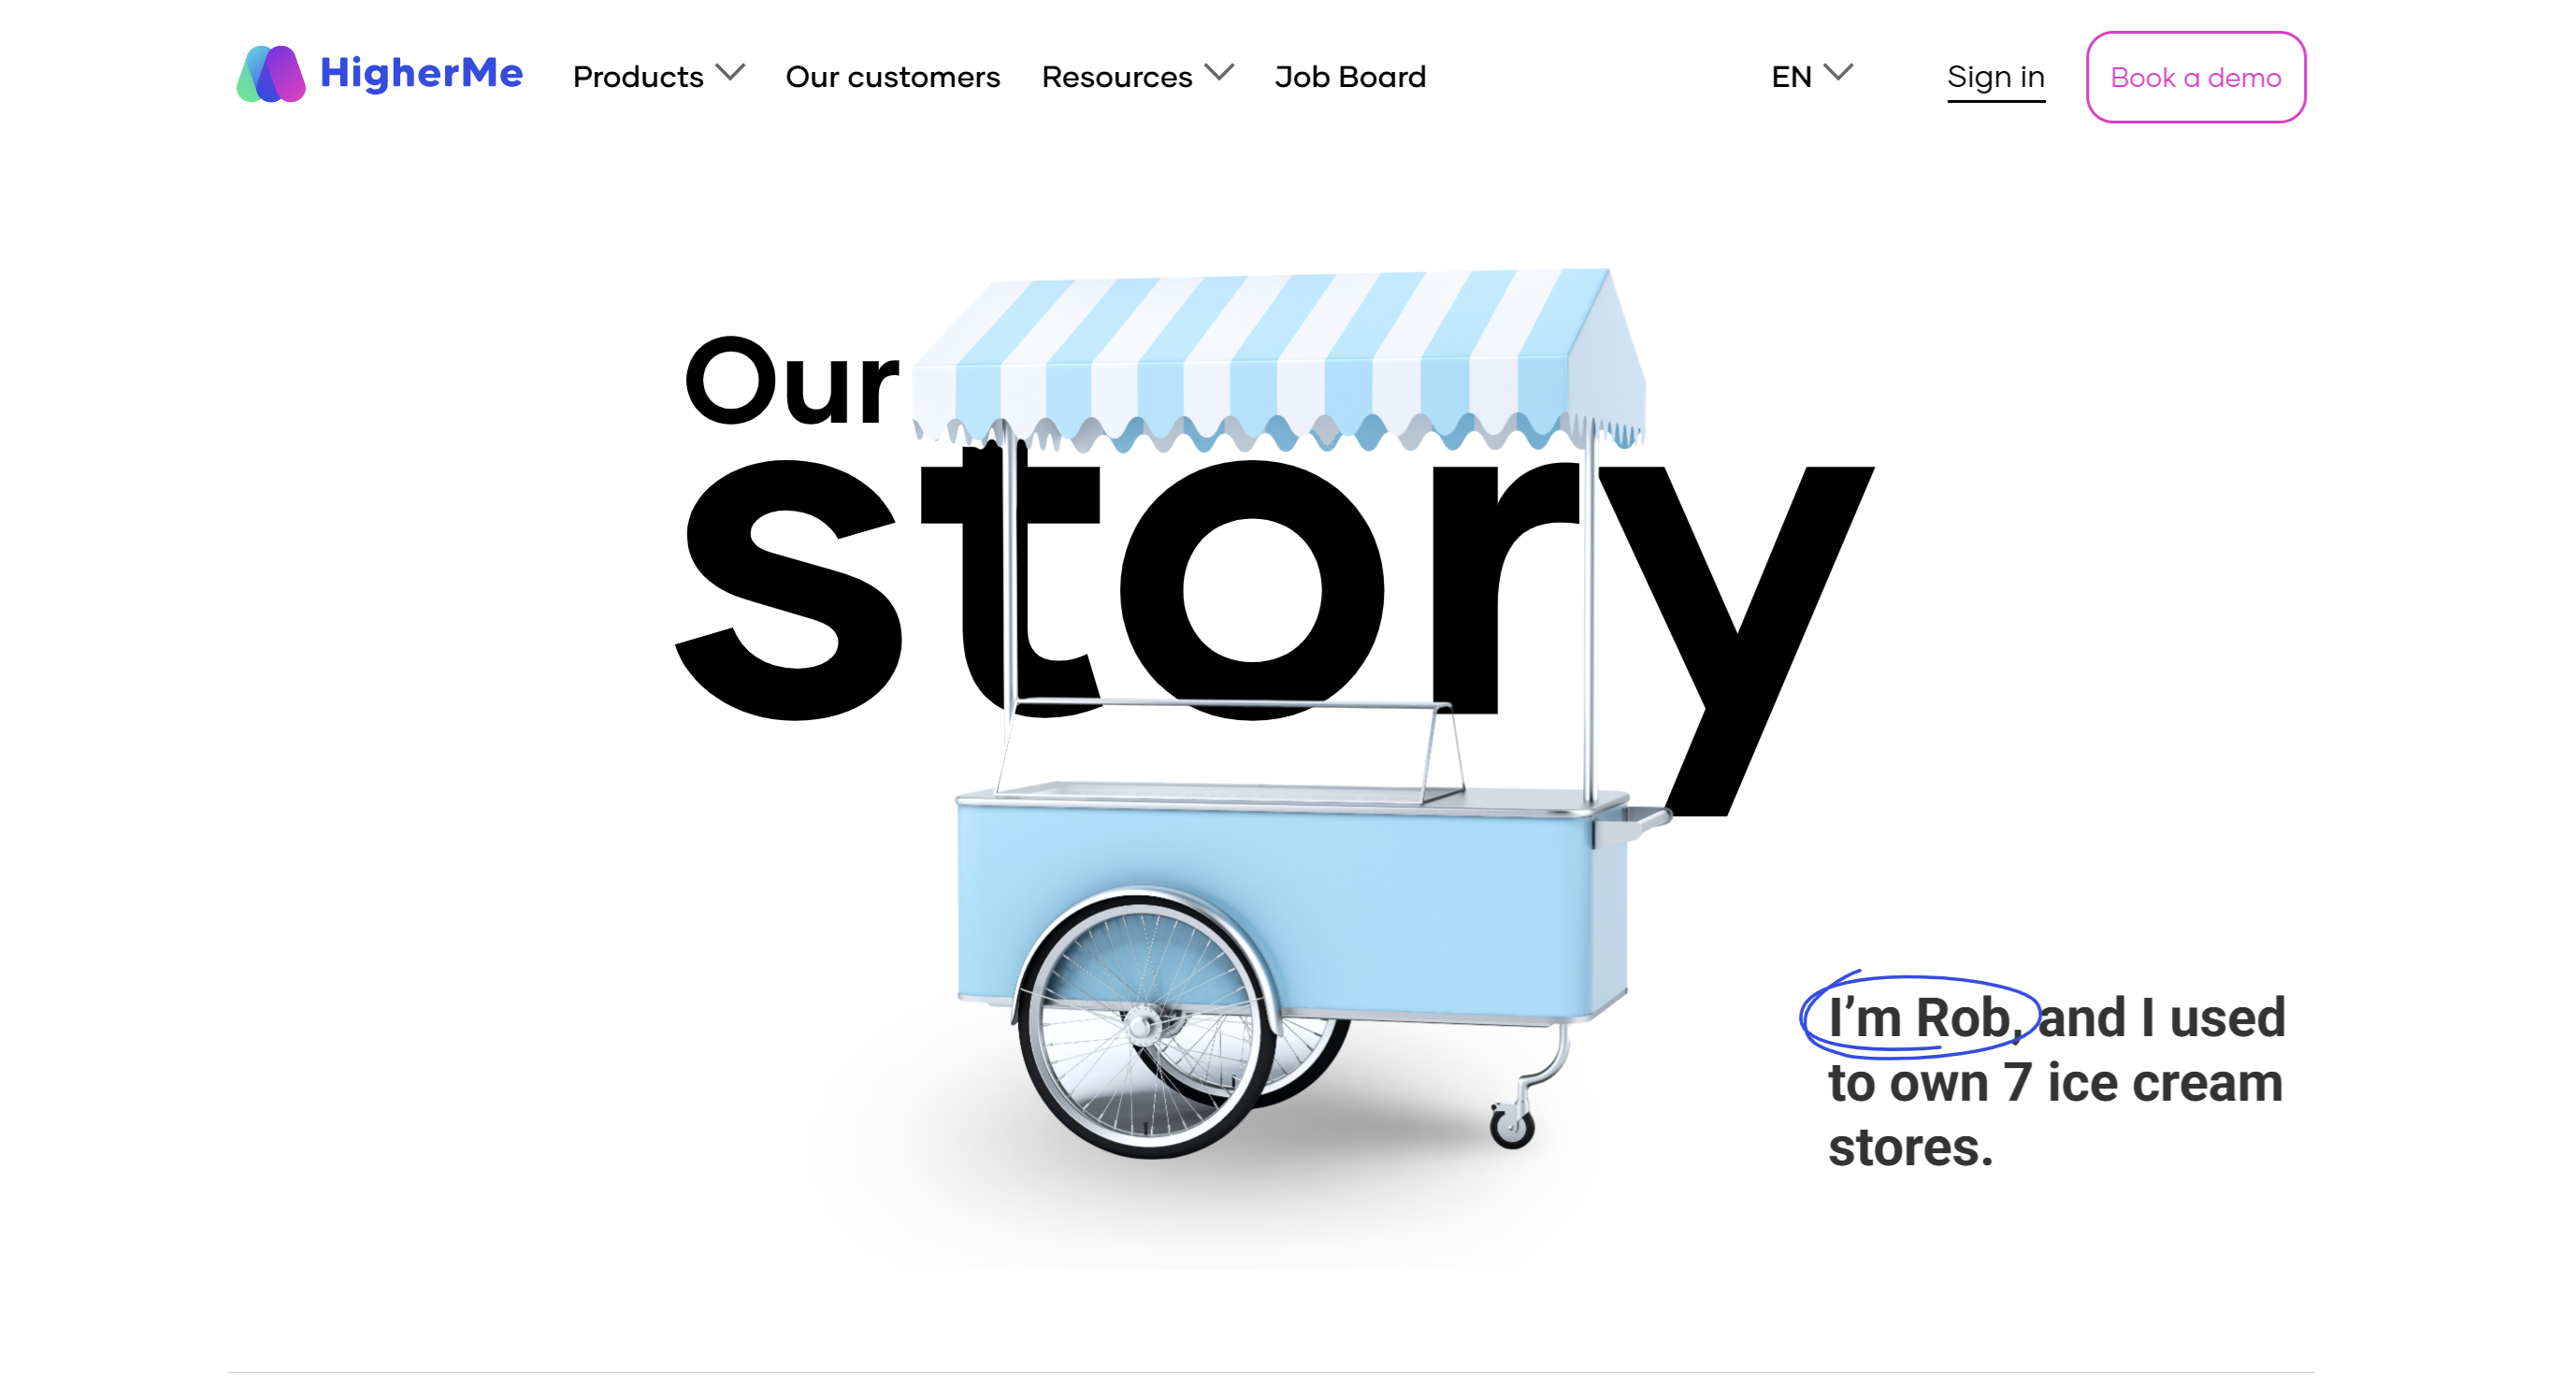 HigherMe
Products
Our customers
Resources
Job Board
EN
Sign in
Book a demo
Our
story
I’m Rob, and I used
to own 7 ice cream
stores.